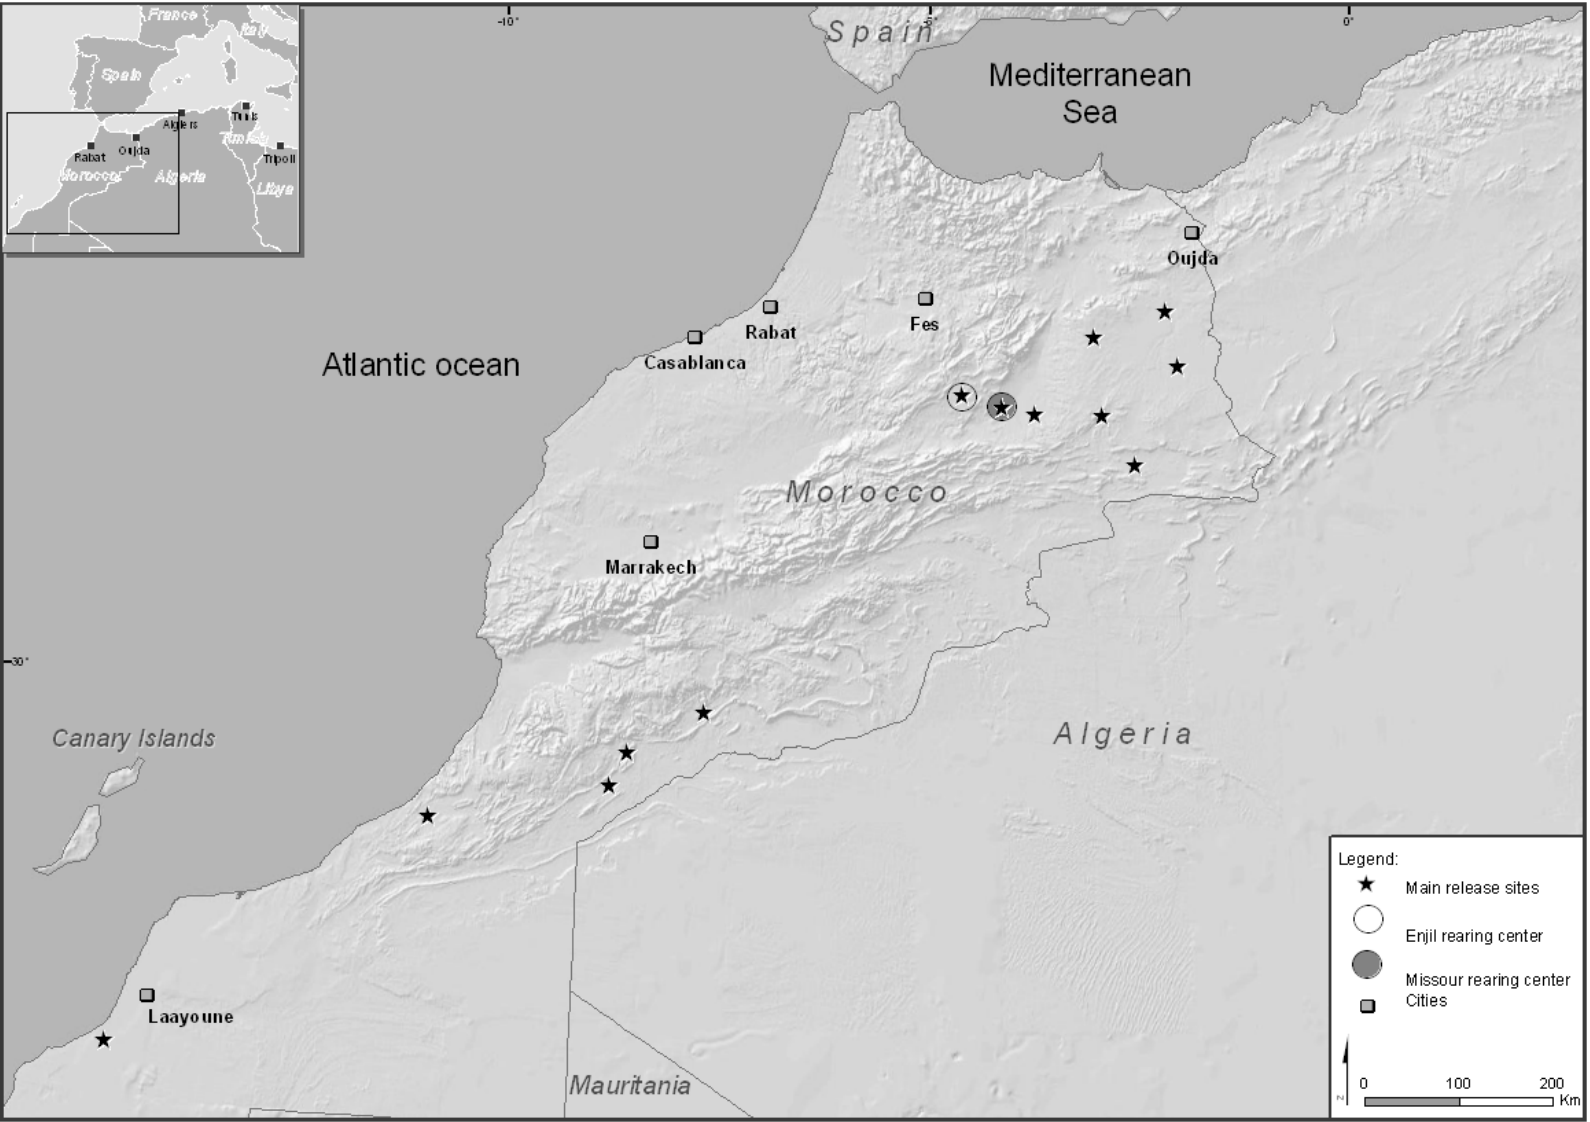 -10°
-5°
0°
France
Italy
Spain
Spain
Mediterranean
Sea
Tunis
Algiers
Tunisia
Rabat
Oujda
Tripoli
Morocco
Algeria
Libya
Oujda
Fes
Rabat
Casablanca
Atlantic ocean
Morocco
Marrakech
30°
Canary Islands
Algeria
Laayoune
Mauritania
Legend:
Main release sites
Enjil rearing center
Missour rearing center
Cities
0 100 200
Km
N